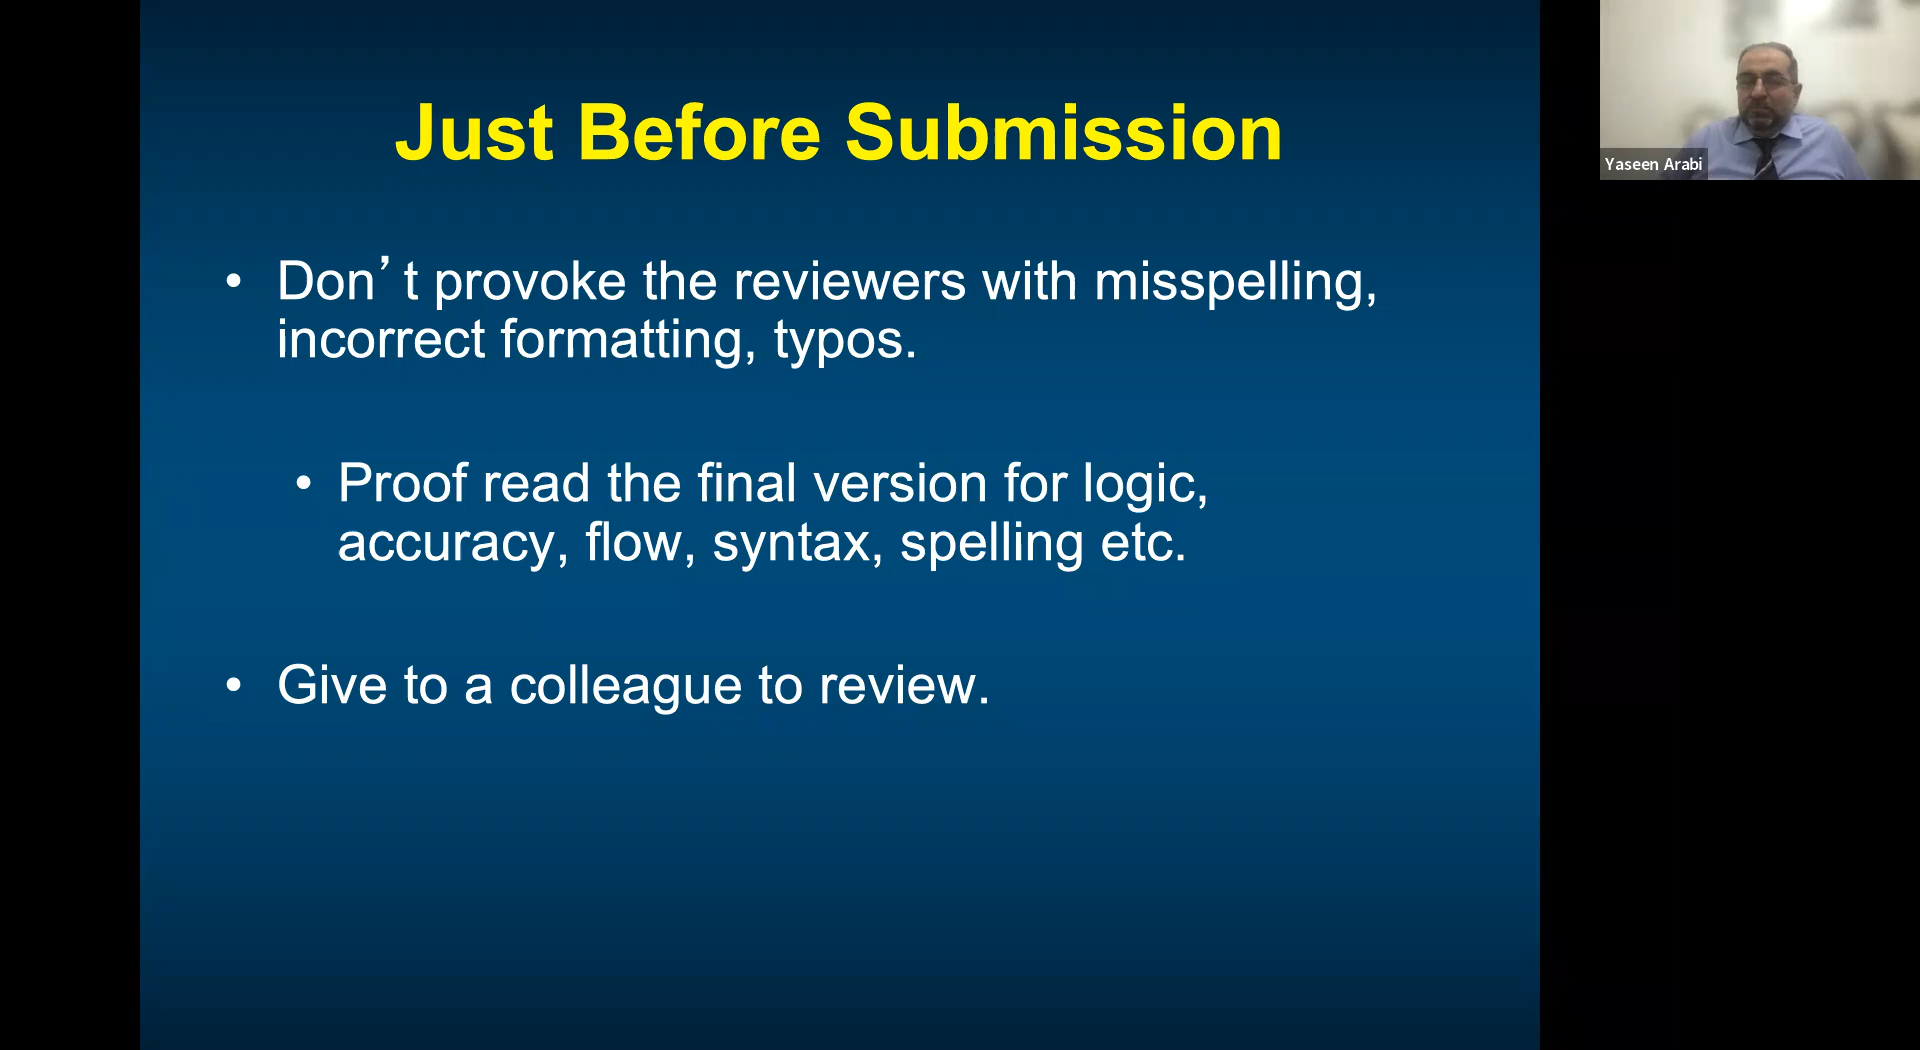 Just Before Submission
• Don’t provoke the reviewers with misspelling,
incorrect formatting, typos.
• Proof read the final version for logic,
accuracy, flow, syntax, spelling etc.
• Give to a colleague to review.
Yaseen Arabi